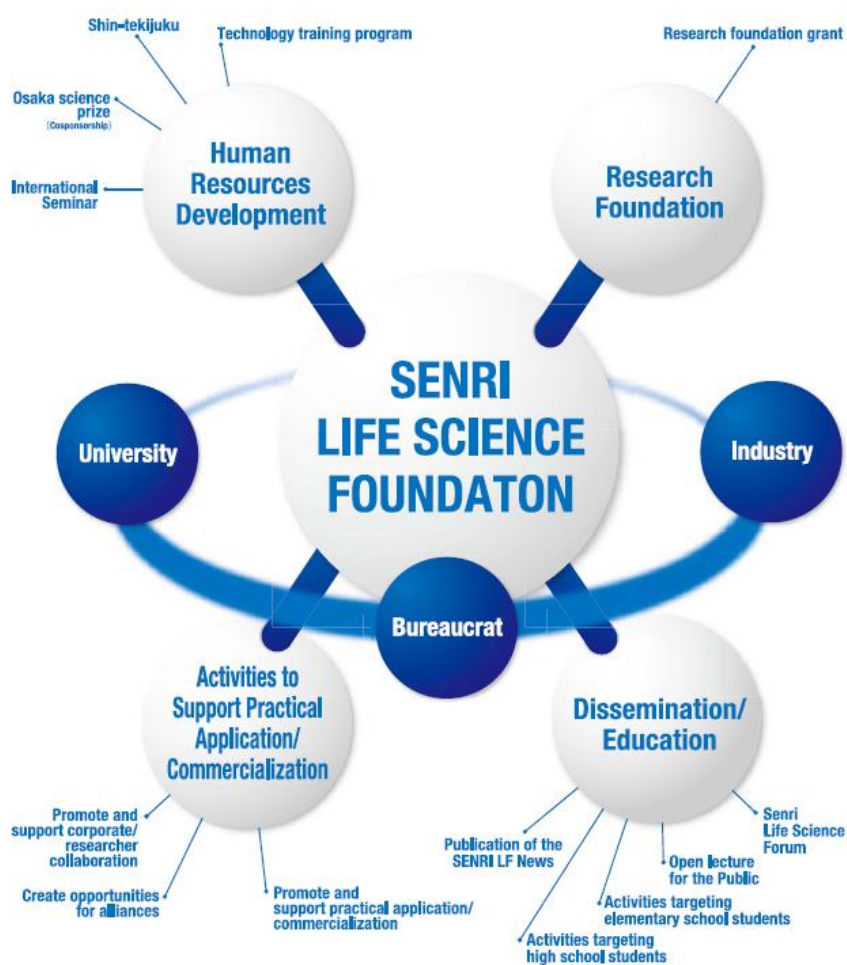 Shin-tekijuku
Technology training program
Osaka science
prize
(Cosponsorship)
International
Seminar
Human
Resources
Development
Research foundation grant
Research
Foundation
SENRI
LIFE SCIENCE
FOUNDATON
University
Industry
Bureaucrat
Activities to
Support Practical
Application/
Commercialization
Promote and
support corporate/
researcher
collaboration
Create opportunities
for alliances
Promote and
support practical application/
commercialization
Dissemination/
Education
Publication of the
SENRI LF News
Senri
Life Science
Forum
Open lecture
for the Public
Activities targeting
elementary school students
Activities targeting
high school students